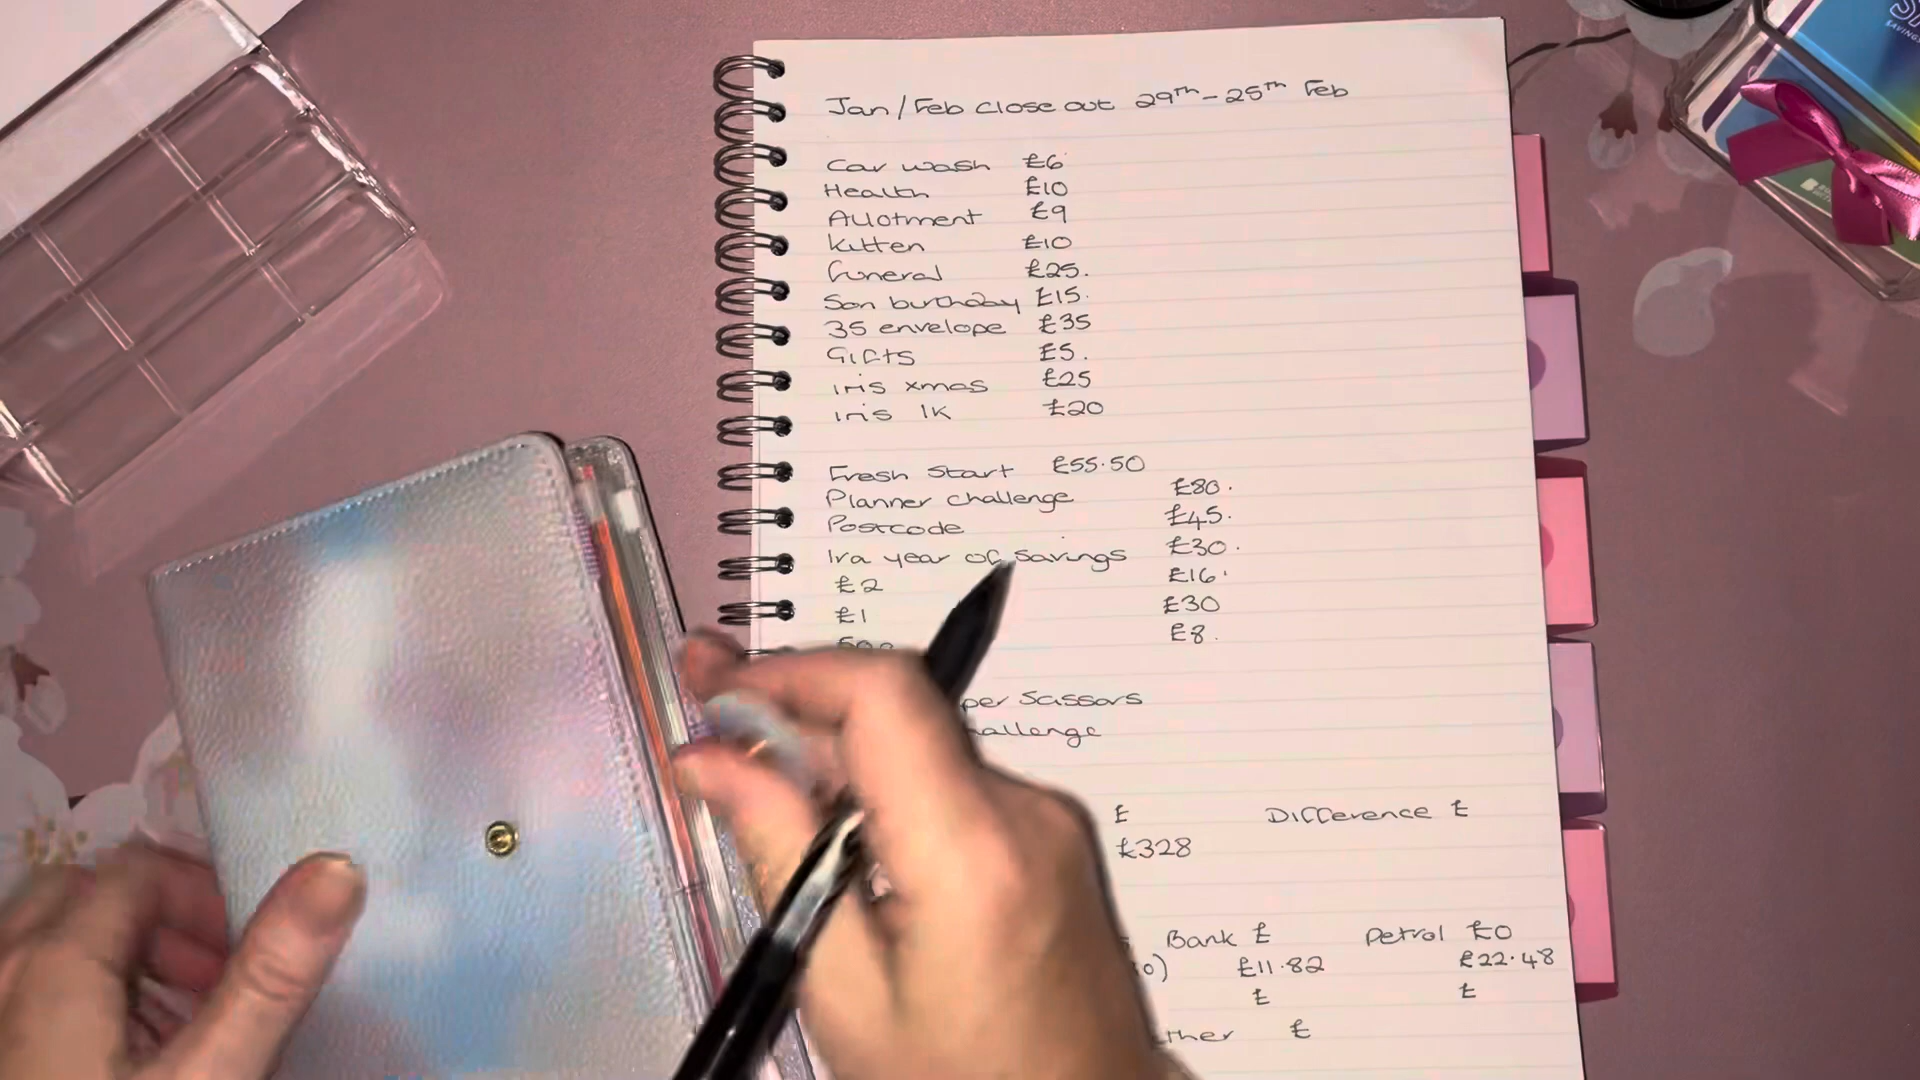 Jan/Feb close out 29th - 25th Feb
Car wash £6
Health £10
Allotment £9
Kitten £10
Funeral £25.
Son birthday £15.
35 envelope £35
Gifts £5.
Iris xmas £25
Iris 1K £20
Fresh Start £55.50
Planner challenge £80.
Postcode £45.
1ra year of savings £30.
£2 £16.
£1 £30
50p £8.
per Scissors
hallenge
£ Difference £
£328
Bank £ Petrol £0
0) £11.82 £22.48
£ £
ther £